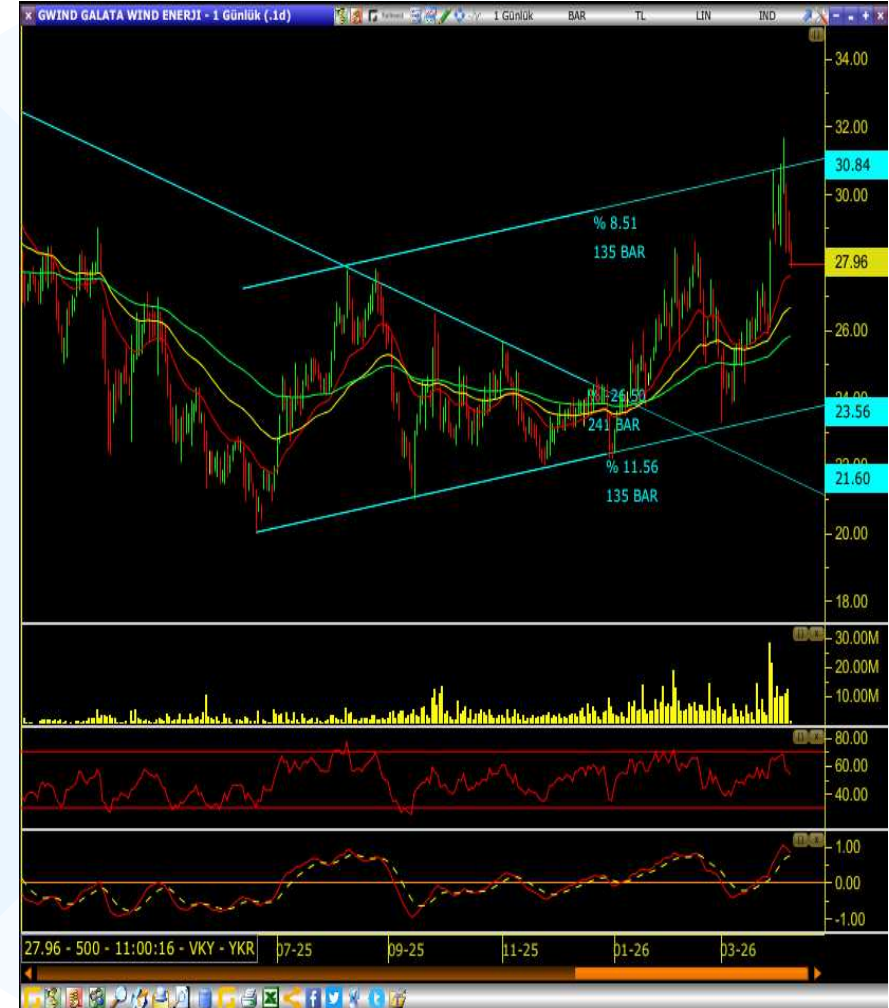 GWIND GALATA WIND ENERJI - 1 Günlük (.1d)
1 Günlük BAR TL LIN IND
34.00
32.00
30.84
30.00
27.96
26.00
24.00
23.56
22.00
21.60
20.00
18.00
% 8.51
135 BAR
241 BAR
% 11.56
135 BAR
30.00M
20.00M
10.00M
80.00
60.00
40.00
1.00
0.00
-1.00
27.96 - 500 - 11:00:16 - VKY - YKR
07-25 09-25 11-25 01-26 03-26